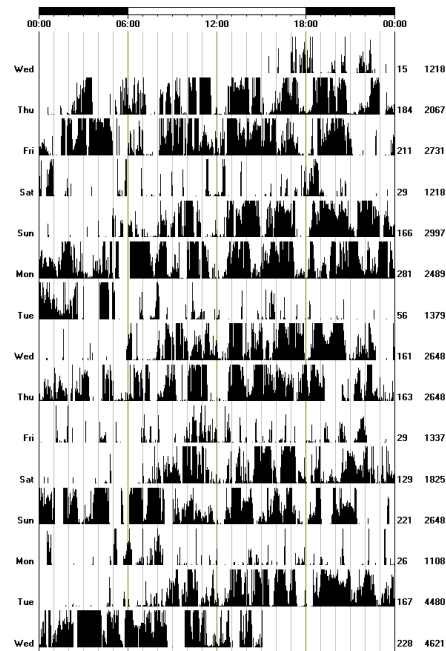 00:00 06:00 12:00 18:00 00:00
Wed 15 1218
Thu 184 2067
Fri 211 2731
Sat 29 1218
Sun 166 2997
Mon 281 2489
Tue 56 1379
Wed 161 2648
Thu 163 2648
Fri 29 1337
Sat 129 1825
Sun 221 2648
Mon 26 1108
Tue 167 4480
Wed 228 4621